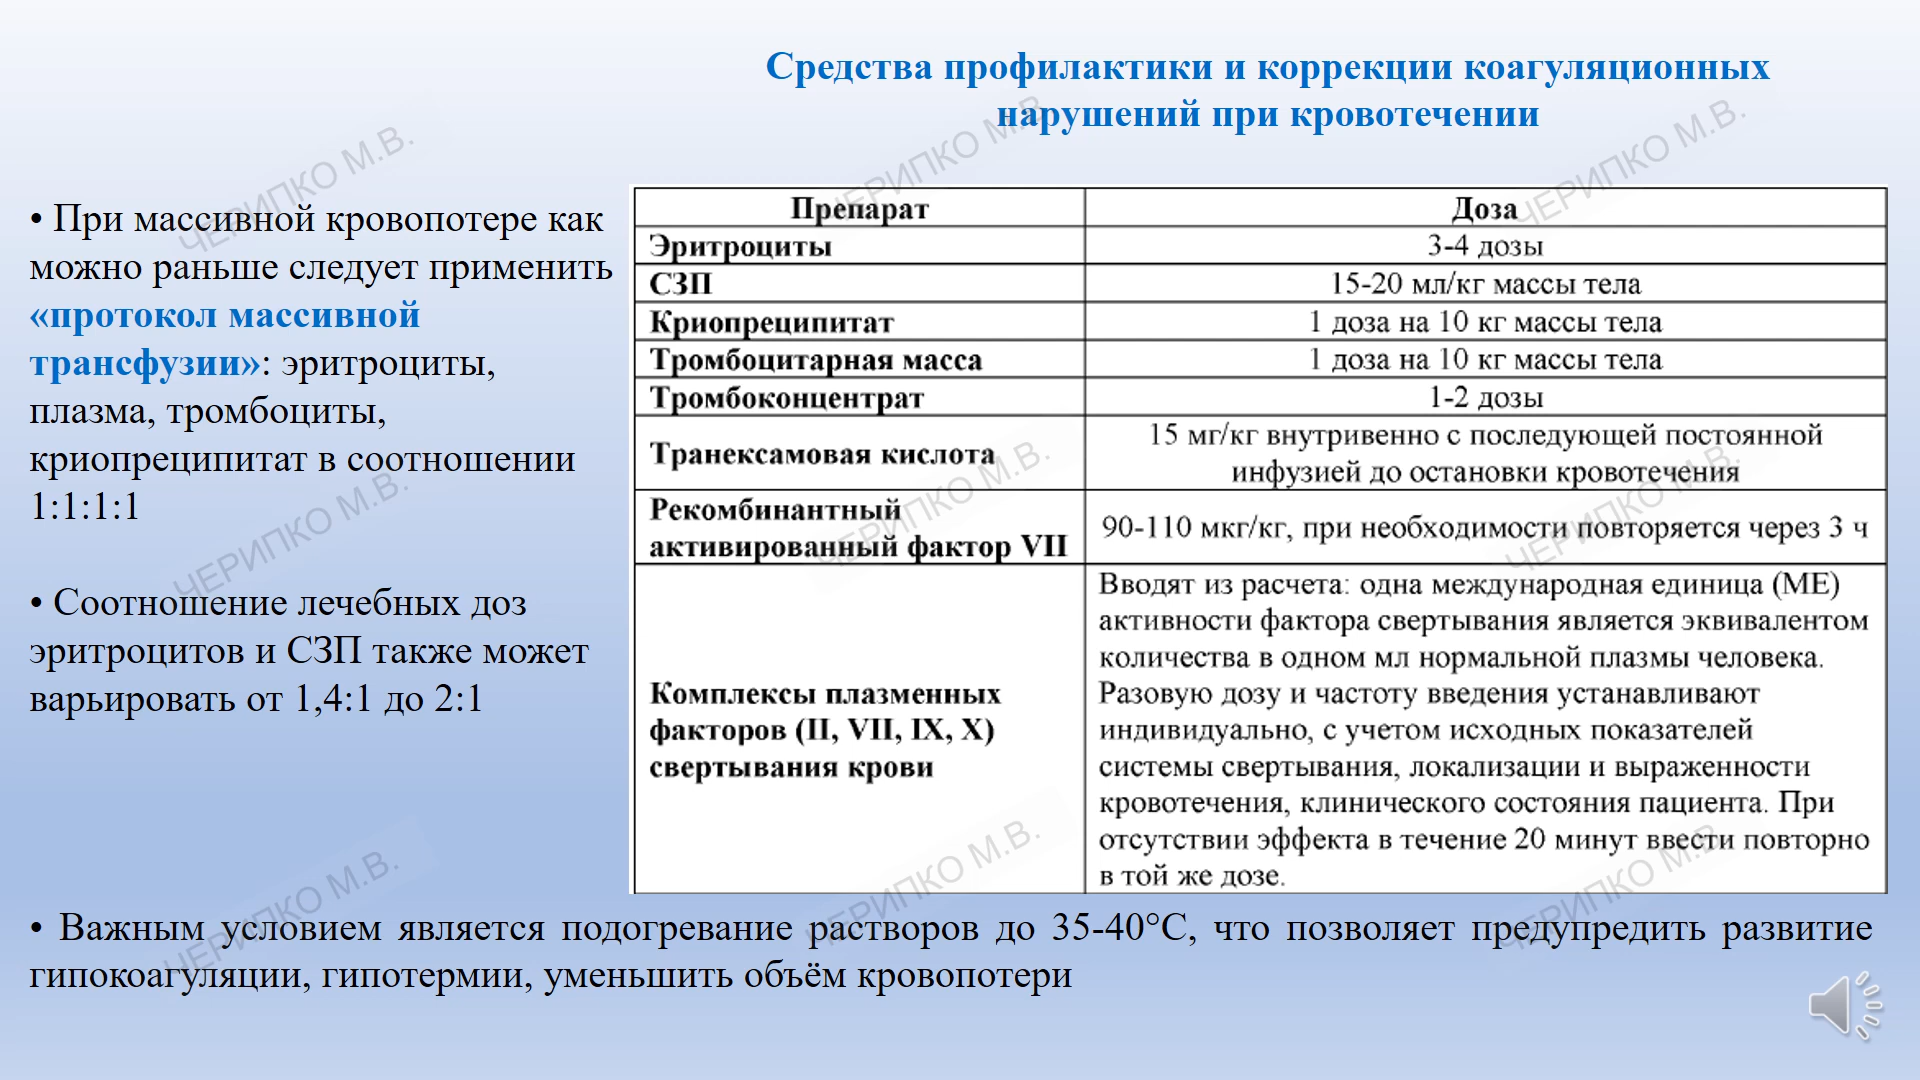 Средства профилактики и коррекции коагуляционных
нарушений при кровотечении
• При массивной кровопотере как
можно раньше следует применить
«протокол массивной
трансфузии»: эритроциты,
плазма, тромбоциты,
криопреципитат в соотношении
1:1:1:1
• Соотношение лечебных доз
эритроцитов и СЗП также может
варьировать от 1,4:1 до 2:1
Препарат Доза
Эритроциты 3-4 дозы
СЗП 15-20 мл/кг массы тела
Криопреципитат 1 доза на 10 кг массы тела
Тромбоцитарная масса 1 доза на 10 кг массы тела
Тромбоконцентрат 1-2 дозы
Транексамовая кислота
15 мг/кг внутривенно с последующей постоянной
инфузией до остановки кровотечения
Рекомбинантный
активированный фактор VII
90-110 мкг/кг, при необходимости повторяется через 3 ч
Комплексы плазменных
факторов (II, VII, IX, X)
свертывания крови
Вводят из расчета: одна международная единица (МЕ)
активности фактора свертывания является эквивалентом
количества в одном мл нормальной плазмы человека.
Разовую дозу и частоту введения устанавливают
индивидуально, с учетом исходных показателей
системы свертывания, локализации и выраженности
кровотечения, клинического состояния пациента. При
отсутствии эффекта в течение 20 минут ввести повторно
в той же дозе.
• Важным условием является подогревание растворов до 35-40°С, что позволяет предупредить развитие
гипокоагуляции, гипотермии, уменьшить объём кровопотери
ЧЕРИПКО М.В.
ЧЕРИПКО М.В.
ЧЕРИПКО М.В.
ЧЕРИПКО М.В.
ЧЕРИПКО М.В.
ЧЕРИПКО М.В.
ЧЕРИПКО М.В.
ЧЕРИПКО М.В.
ЧЕРИПКО М.В.